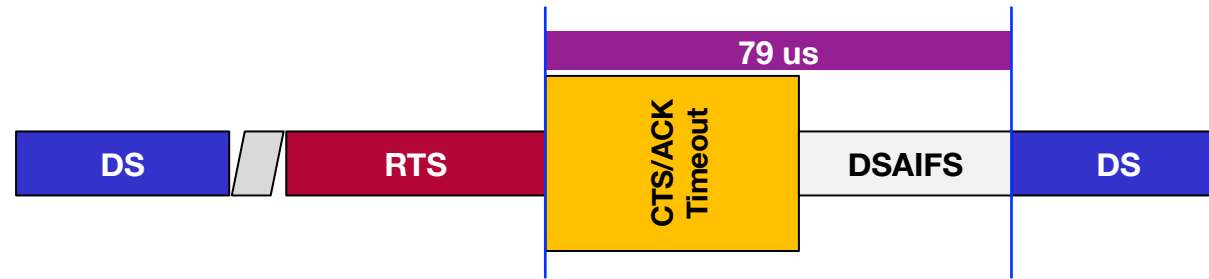 79 us
DS
RTS
CTS/ACK
Timeout
DSAIFS
DS